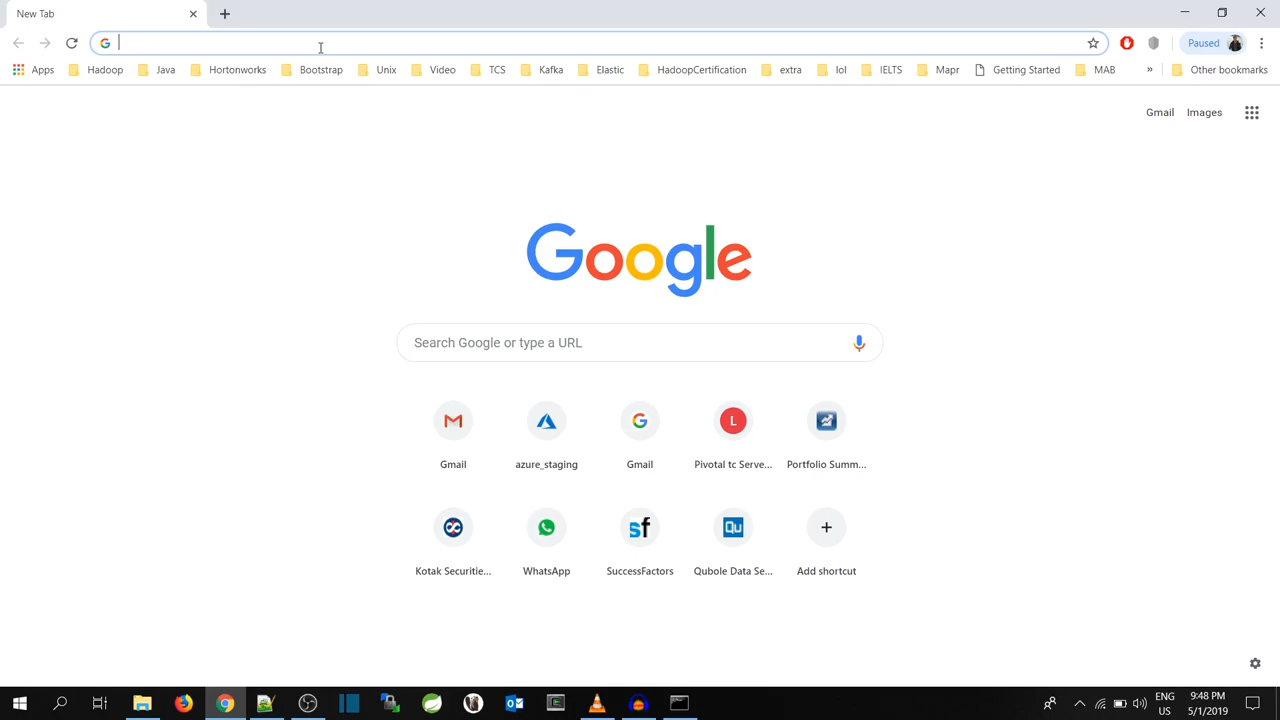 New Tab
Paused
Apps Hadoop Java Hortonworks Bootstrap Unix Video TCS Kafka Elastic HadoopCertification extra lol IELTS Mapr Getting Started MAB » Other bookmarks
Gmail Images
Google
Search Google or type a URL
Gmail azure_staging Gmail Pivotal tc Serve... Portfolio Summ...
L
sf
Qu
Kotak Securitie... WhatsApp SuccessFactors Qubole Data Se... Add shortcut
ENG 9:48 PM
US 5/1/2019